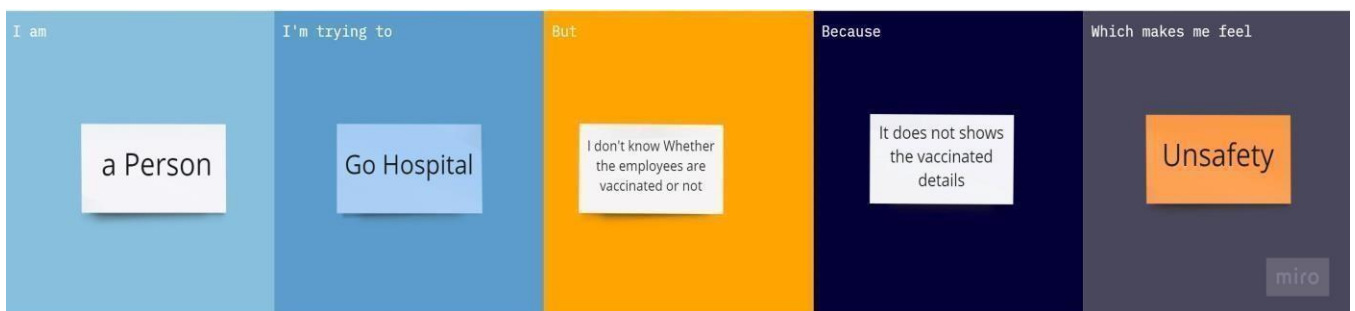 I am
I'm trying to
But
Because
Which makes me feel
a Person
Go Hospital
I don't know Whether
the employees are
vaccinated or not
It does not shows
the vaccinated
details
Unsafety
miro